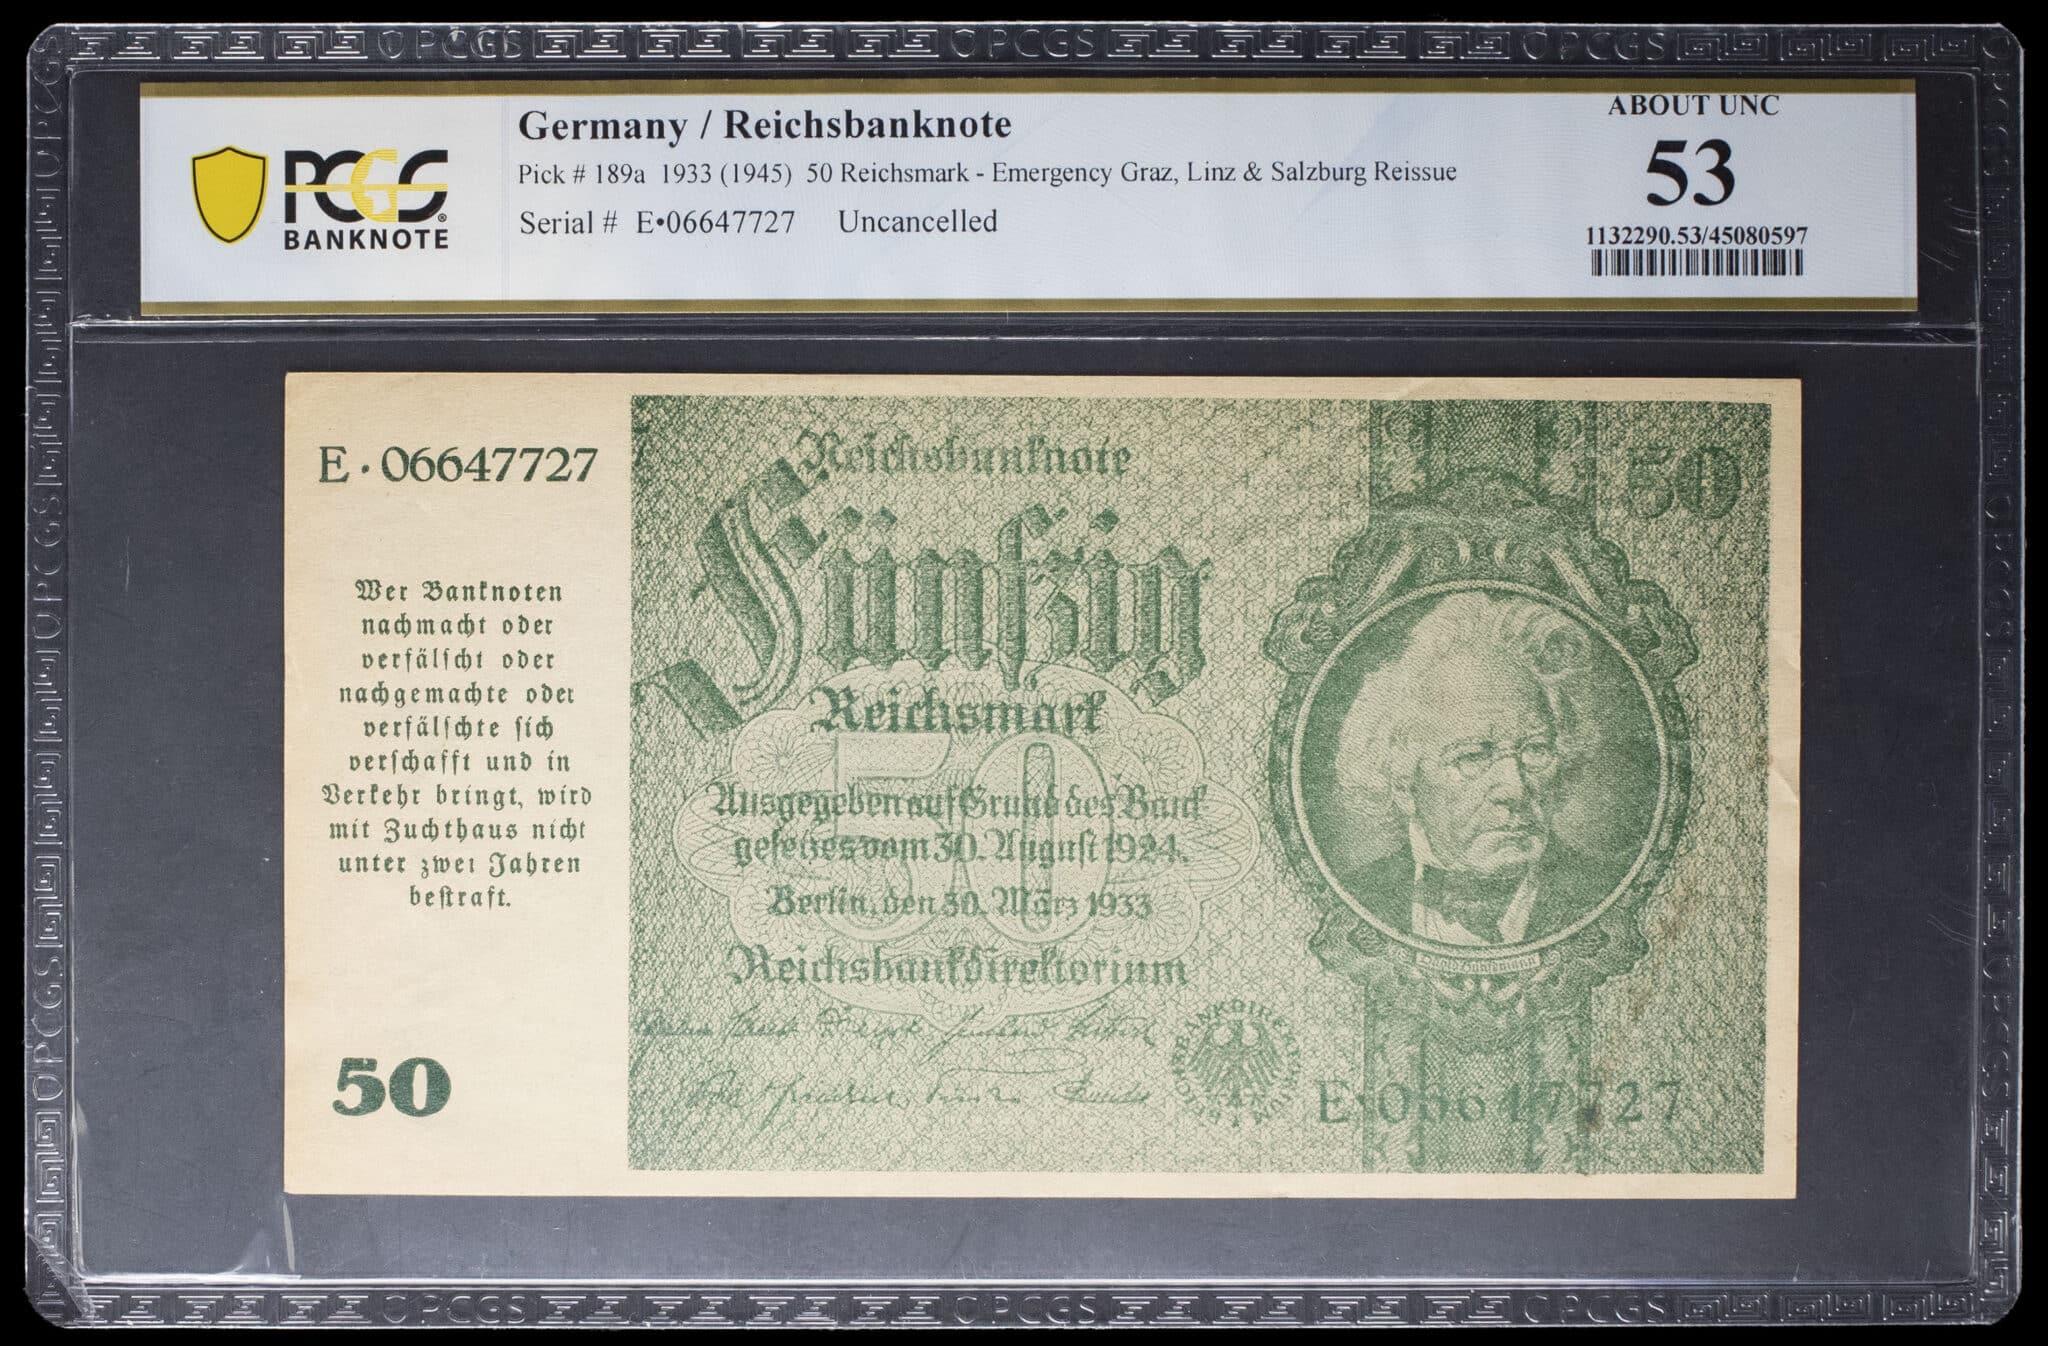 PCGS
BANKNOTE
Germany / Reichsbanknote
Pick # 189a 1933 (1945) 50 Reichsmark - Emergency Graz, Linz & Salzburg Reissue
Serial # E•06647727 Uncancelled
ABOUT UNC
53
1132290.53/45080597
E·06647727
Wer Banknoten
nachmacht oder
verfälscht oder
nachgemachte oder
verfälschte sich
verschafft und in
Verkehr bringt, wird
mit Zuchthaus nicht
unter zwei Jahren
bestraft.
50
Reichsbanknote
50
Fünfzig
Reichsmark
50
Ausgegeben auf Grund des Bank-
gesetzes vom 30. August 1924.
Berlin, den 30. März 1933
Reichsbankdirektorium
REICHSBANKDIREKTORIUM
E·06647727